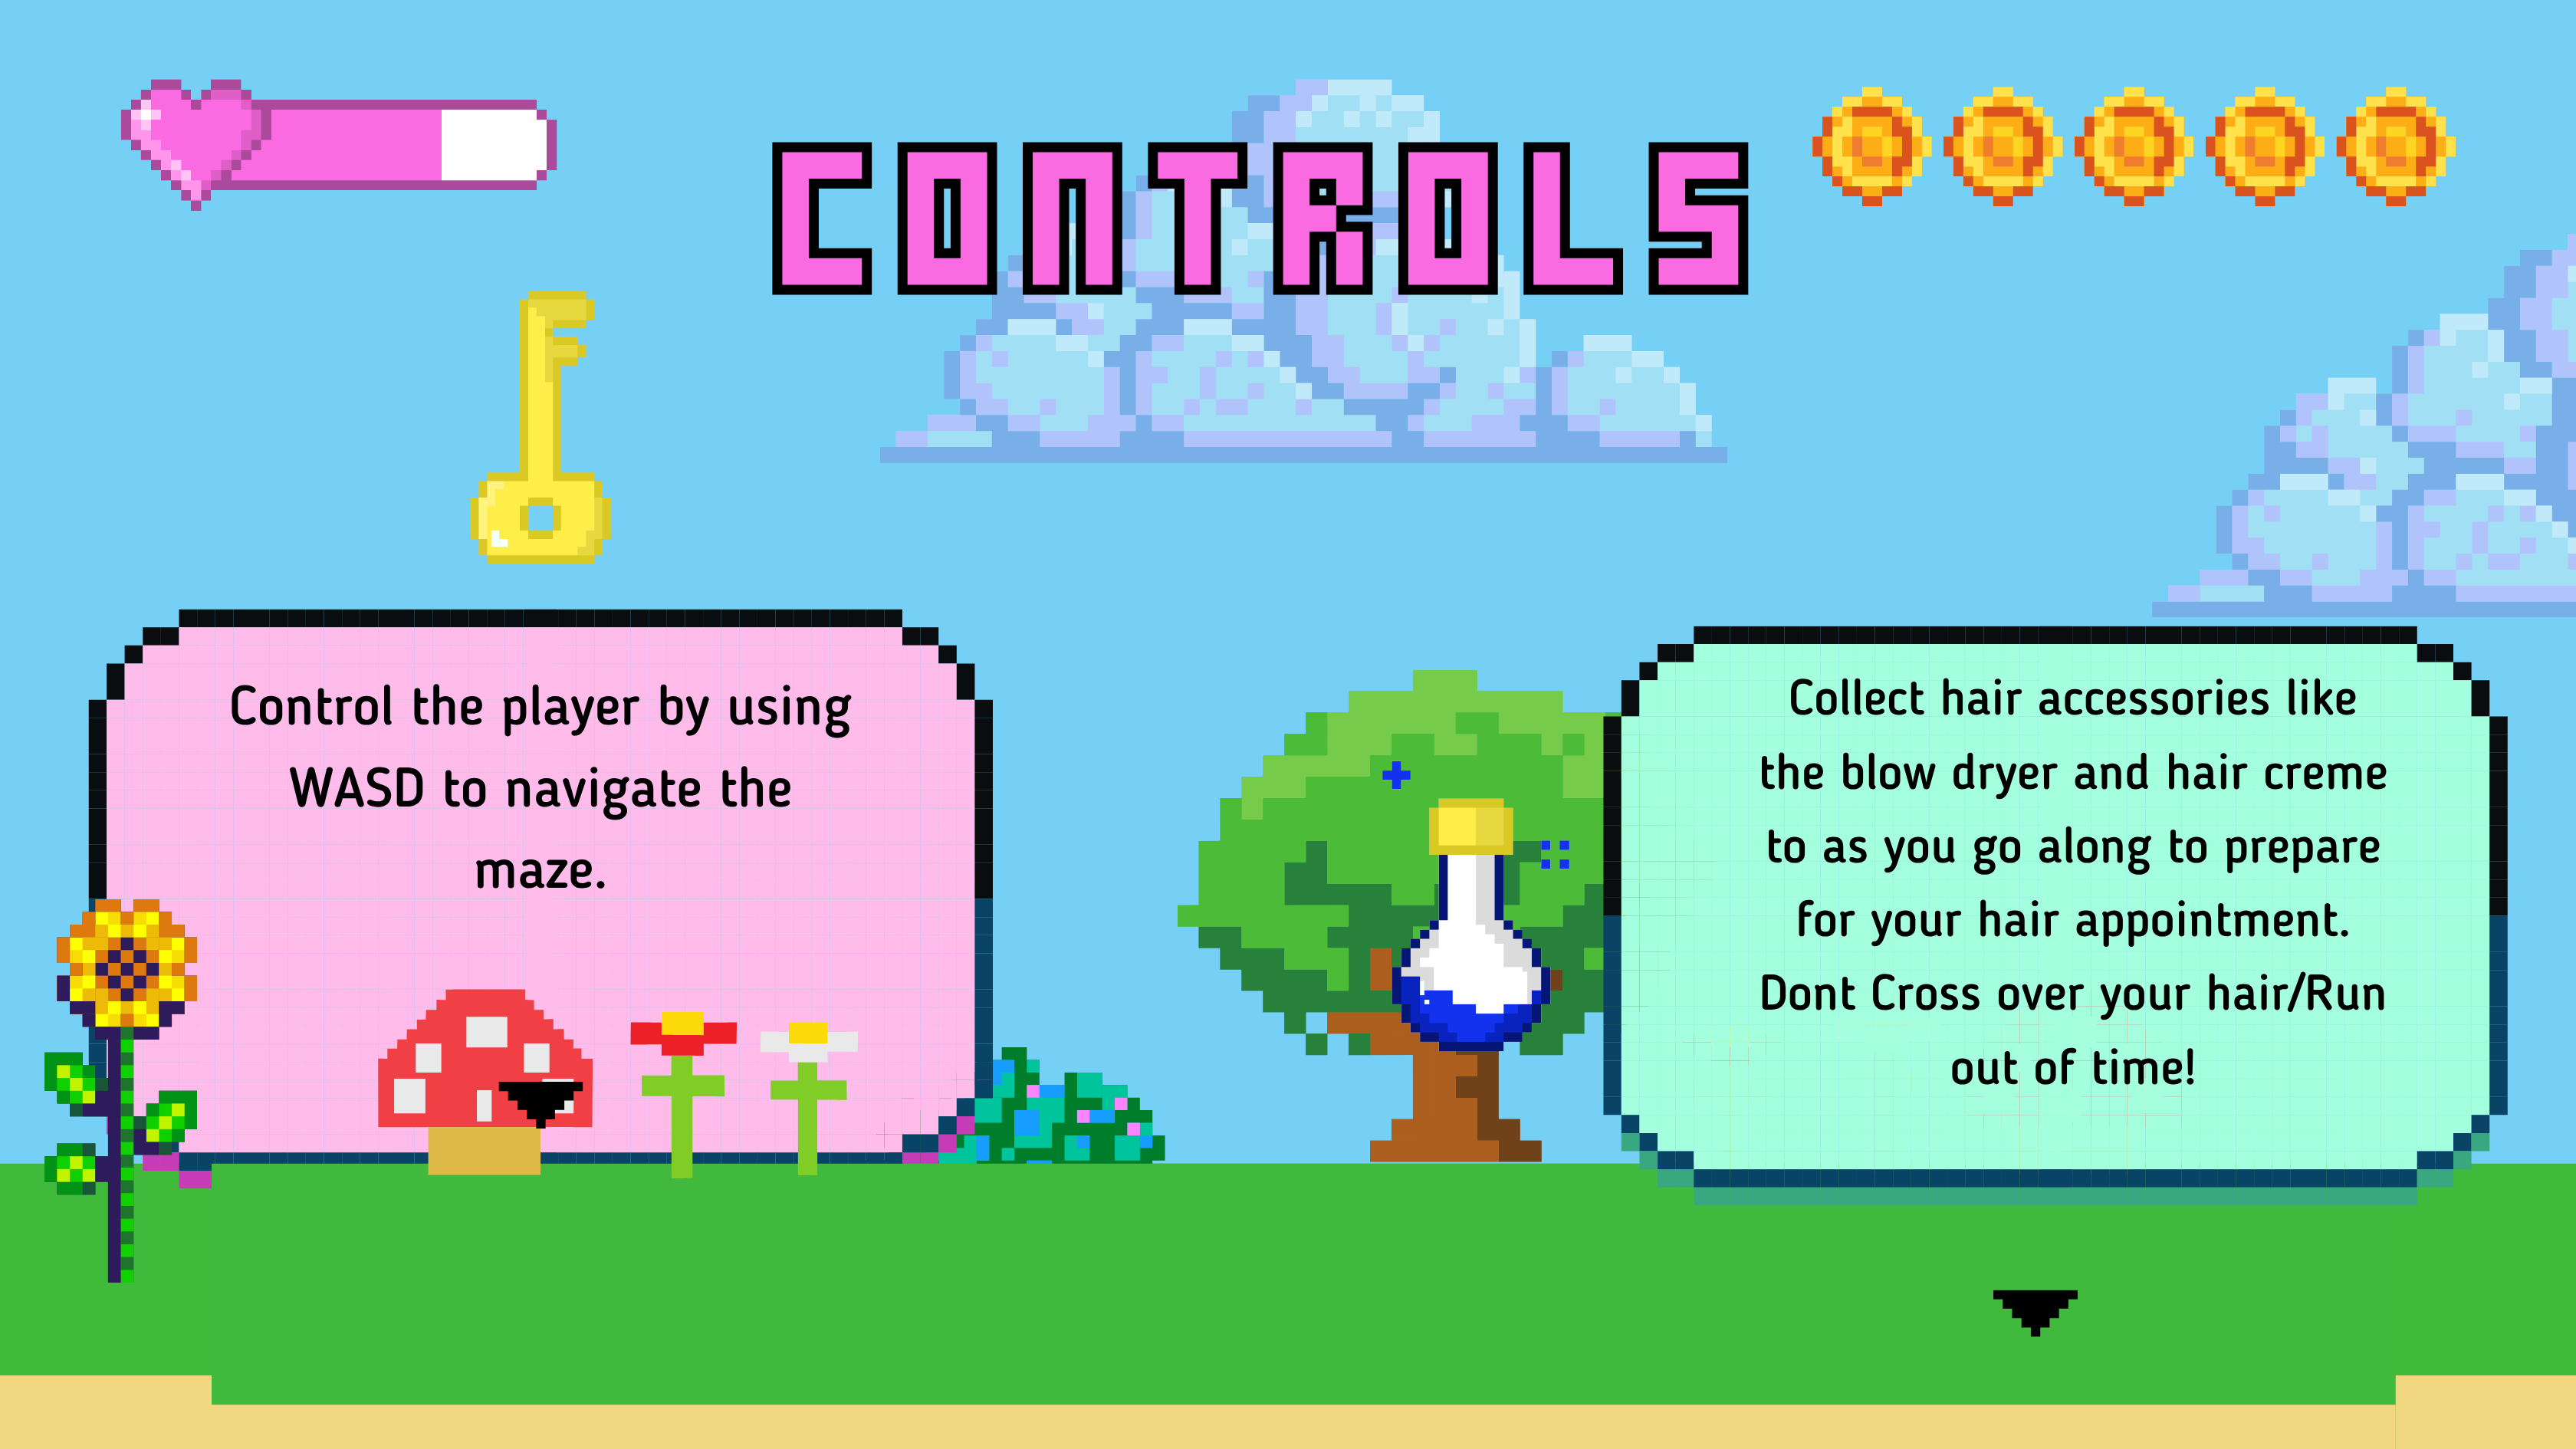 CONTROLS
Control the player by using
WASD to navigate the
maze.
Collect hair accessories like
the blow dryer and hair creme
to as you go along to prepare
for your hair appointment.
Dont Cross over your hair/Run
out of time!